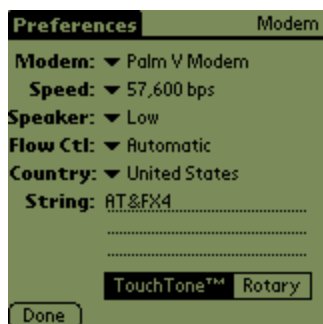 Preferences Modem
Modem: Palm V Modem
Speed: 57,600 bps
Speaker: Low
Flow Ctl: Automatic
Country: United States
String: AT&FX4
TouchTone™ Rotary
Done